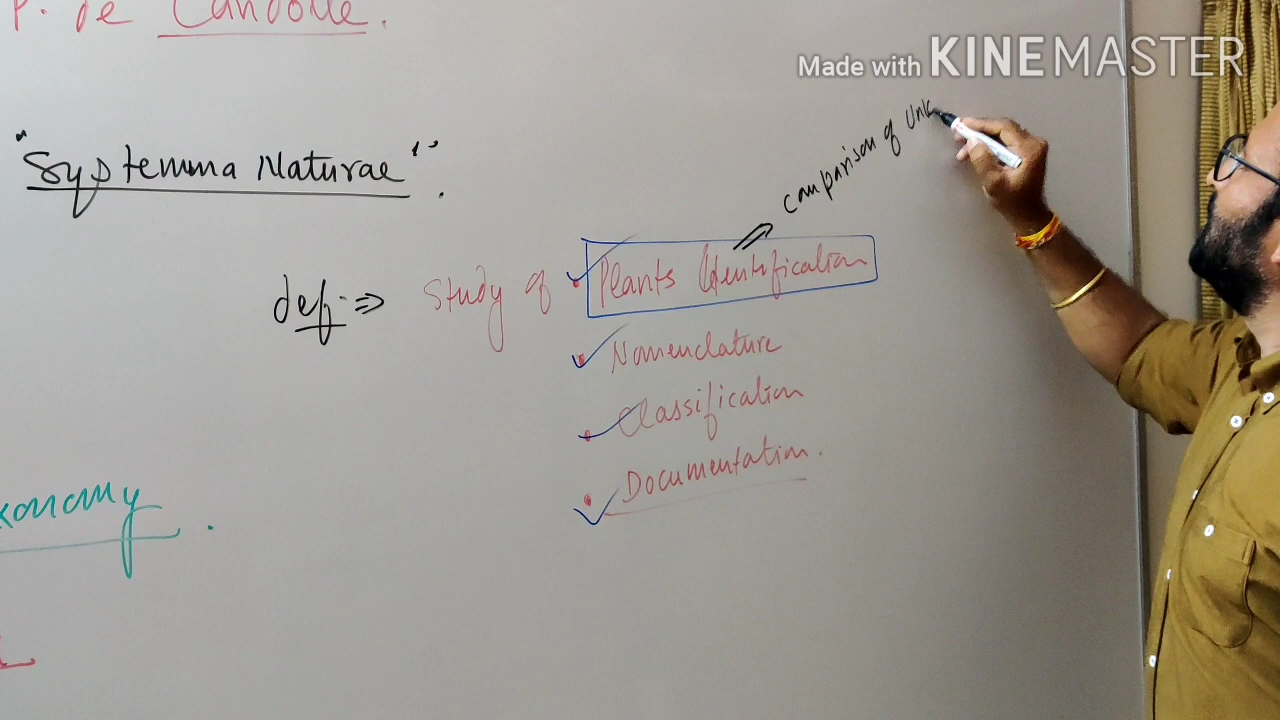 P. de Candolle.
Made with KINEMASTER
comparison of Unk
"Systemma Naturae".
def. ⇒ Study of • Plants Identification
• Nomenclature
• Classification
• Documentation.
xonomy.